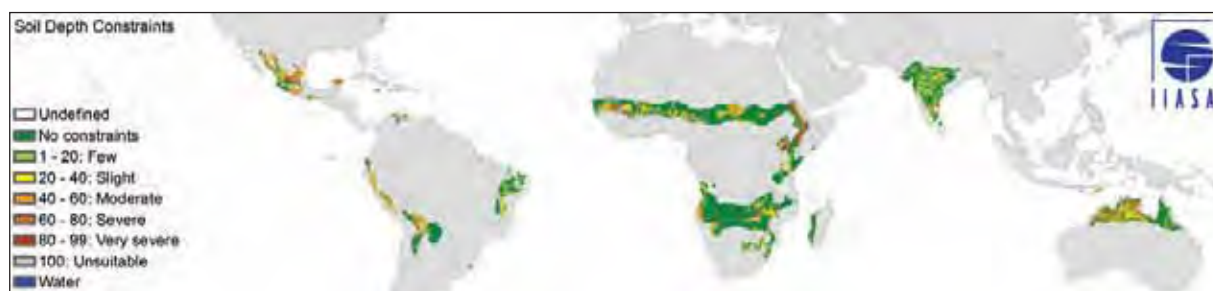 Soil Depth Constraints
Undefined
No constraints
1 - 20: Few
20 - 40: Slight
40 - 60: Moderate
60 - 80: Severe
80 - 99: Very severe
100: Unsuitable
Water
IIASA